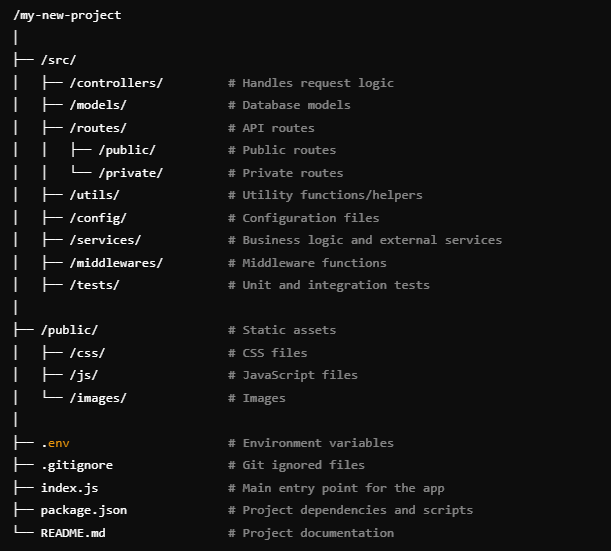 /my-new-project
│
├── /src/
│   ├── /controllers/         # Handles request logic
│   ├── /models/              # Database models
│   ├── /routes/              # API routes
│   │   ├── /public/          # Public routes
│   │   └── /private/         # Private routes
│   ├── /utils/               # Utility functions/helpers
│   ├── /config/              # Configuration files
│   ├── /services/            # Business logic and external services
│   ├── /middlewares/         # Middleware functions
│   ├── /tests/               # Unit and integration tests
│
├── /public/                  # Static assets
│   ├── /css/                 # CSS files
│   ├── /js/                  # JavaScript files
│   └── /images/              # Images
│
├── .env                      # Environment variables
├── .gitignore                # Git ignored files
├── index.js                  # Main entry point for the app
├── package.json              # Project dependencies and scripts
└── README.md                 # Project documentation